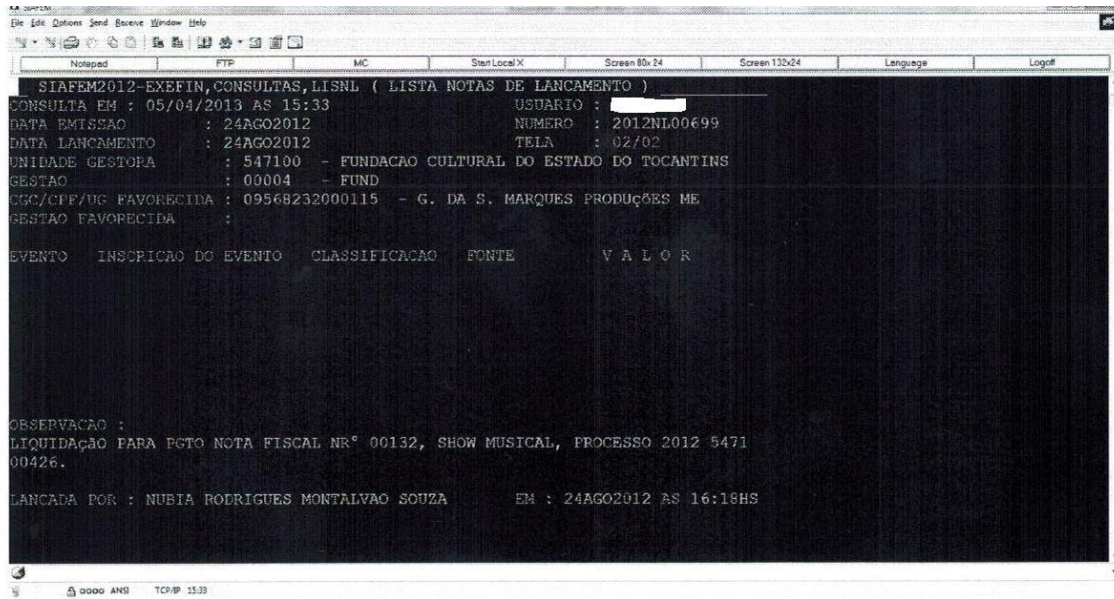 SIAFEM
File Edit Options Send Receive Window Help
Notepad FTP MC Start Local X Screen 80x 24 Screen 132x24 Language Logoff
SIAFEM2012-EXEFIN,CONSULTAS,LISNL ( LISTA NOTAS DE LANCAMENTO )
CONSULTA EM : 05/04/2013 AS 15:33 USUARIO :
DATA EMISSAO : 24AGO2012 NUMERO : 2012NL00699
DATA LANCAMENTO : 24AGO2012 TELA : 02/02
UNIDADE GESTORA : 547100 - FUNDACAO CULTURAL DO ESTADO DO TOCANTINS
GESTAO : 00004 - FUND
CGC/CPF/UG FAVORECIDA : 09568232000115 - G. DA S. MARQUES PRODUçõES ME
GESTAO FAVORECIDA :
EVENTO INSCRICAO DO EVENTO CLASSIFICACAO FONTE V A L O R
OBSERVACAO :
LIQUIDAçãO PARA PGTO NOTA FISCAL NR° 00132, SHOW MUSICAL, PROCESSO 2012 5471
00426.
LANCADA POR : NUBIA RODRIGUES MONTALVAO SOUZA EM : 24AGO2012 AS 16:18HS
oooo ANSI TCP/IP 15:33